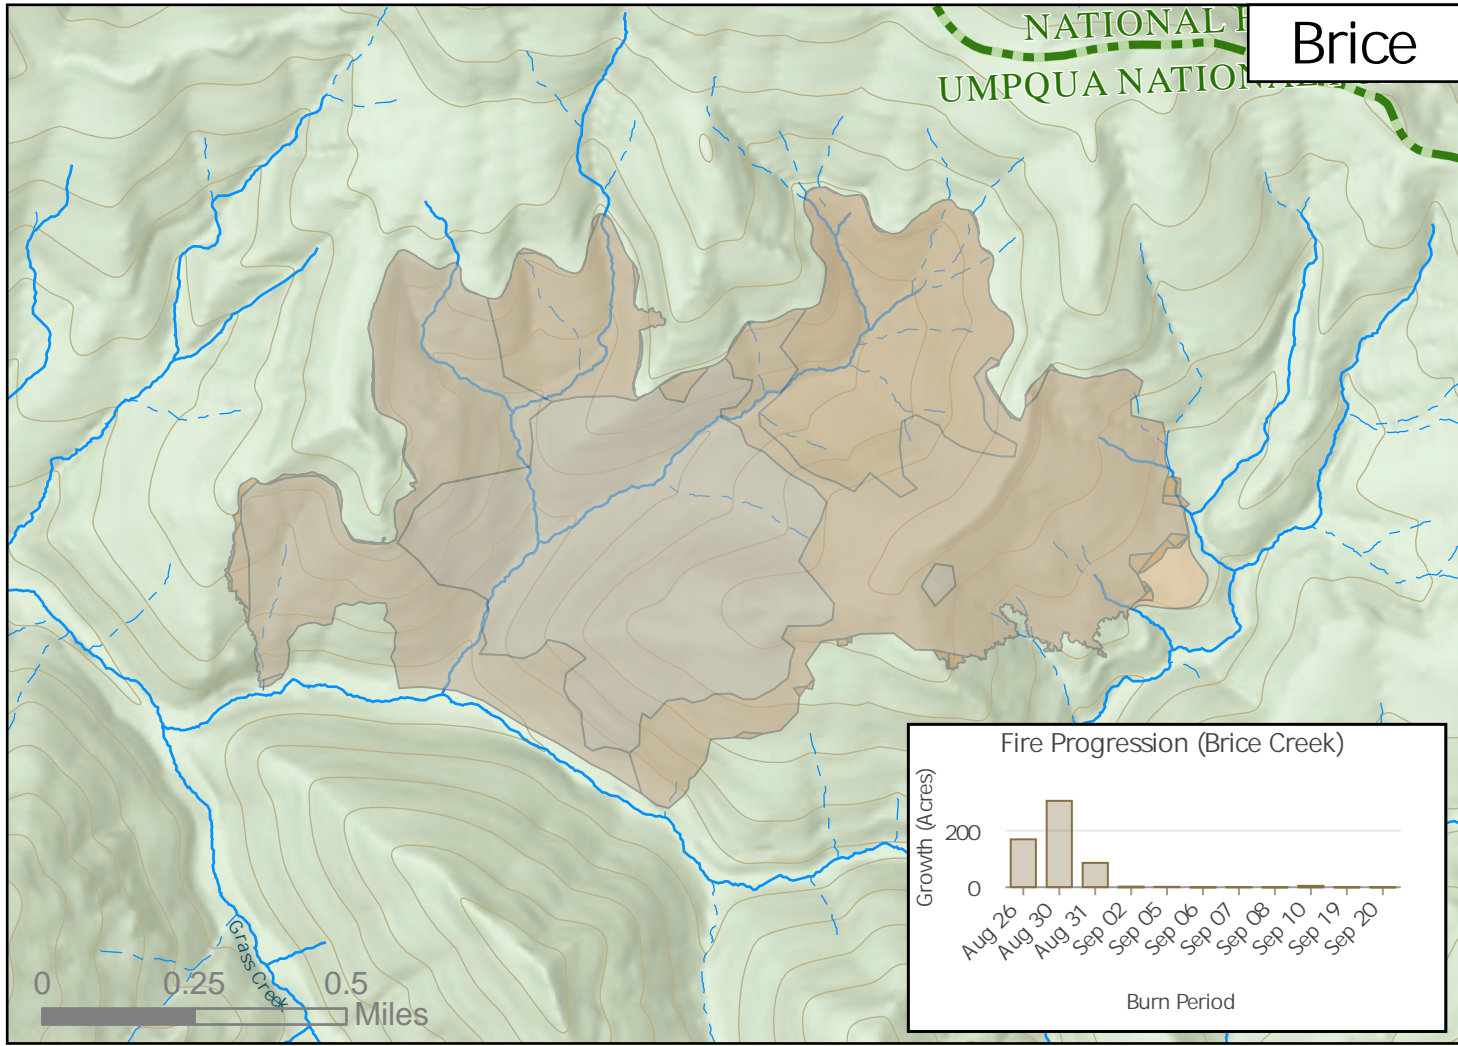 NATIONAL F
Brice
UMPQUA NATIONAL
Fire Progression (Brice Creek)
Growth (Acres)
200
0
Aug 26
Aug 30
Aug 31
Sep 02
Sep 05
Sep 06
Sep 07
Sep 08
Sep 10
Sep 19
Sep 20
Burn Period
Grass Creek
0 0.25 0.5
Miles